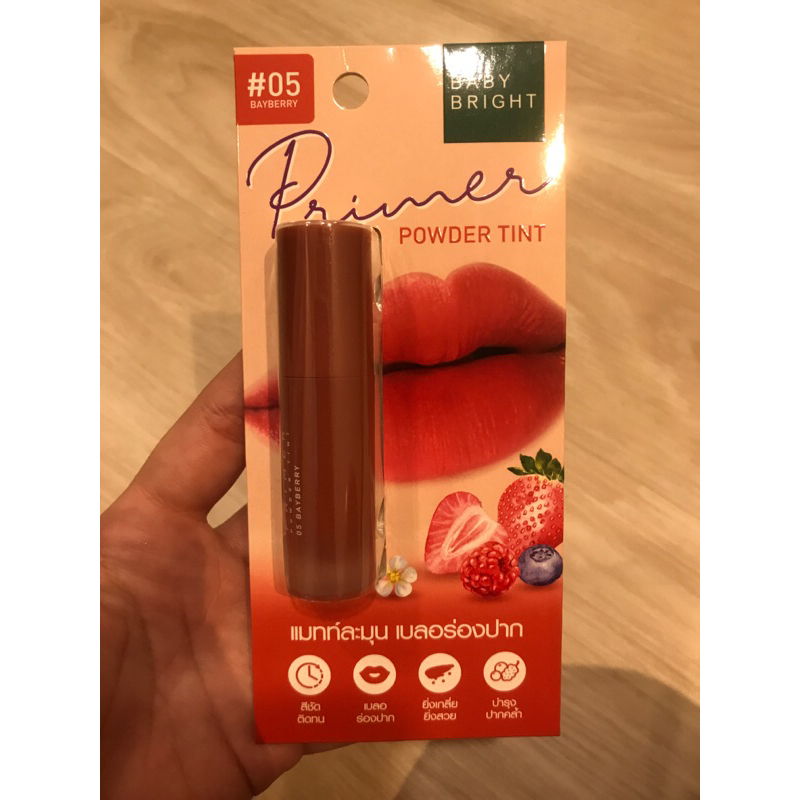 #05
BAYBERRY
BABY
BRIGHT
Primer
POWDER TINT
POWDER TINT
05 BAYBERRY
แมทท์ละมุน เบลอร่องปาก
สีชัด
ติดทน
เบลอ
ร่องปาก
ยิ่งเกลี่ย
ยิ่งสวย
บำรุง
ปากคล้ำ